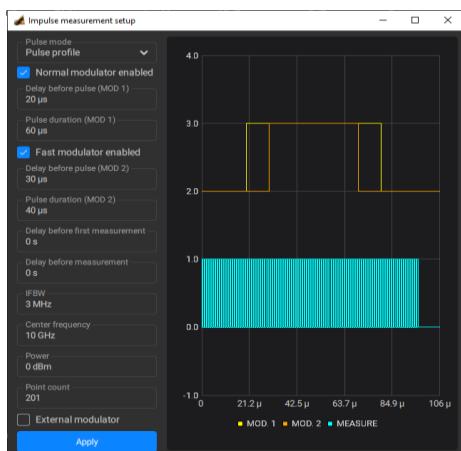 Impulse measurement setup
Pulse mode
Pulse profile
Normal modulator enabled
Delay before pulse (MOD 1)
20 μs
Pulse duration (MOD 1)
60 μs
Fast modulator enabled
Delay before pulse (MOD 2)
30 μs
Pulse duration (MOD 2)
40 μs
Delay before first measurement
0 s
Delay before measurement
0 s
IFBW
3 MHz
Center frequency
10 GHz
Power
0 dBm
Point count
201
External modulator
Apply
4.0
3.0
2.0
1.0
0.0
-1.0
0 21.2 μ 42.5 μ 63.7 μ 84.9 μ 106 μ
MOD. 1 MOD. 2 MEASURE